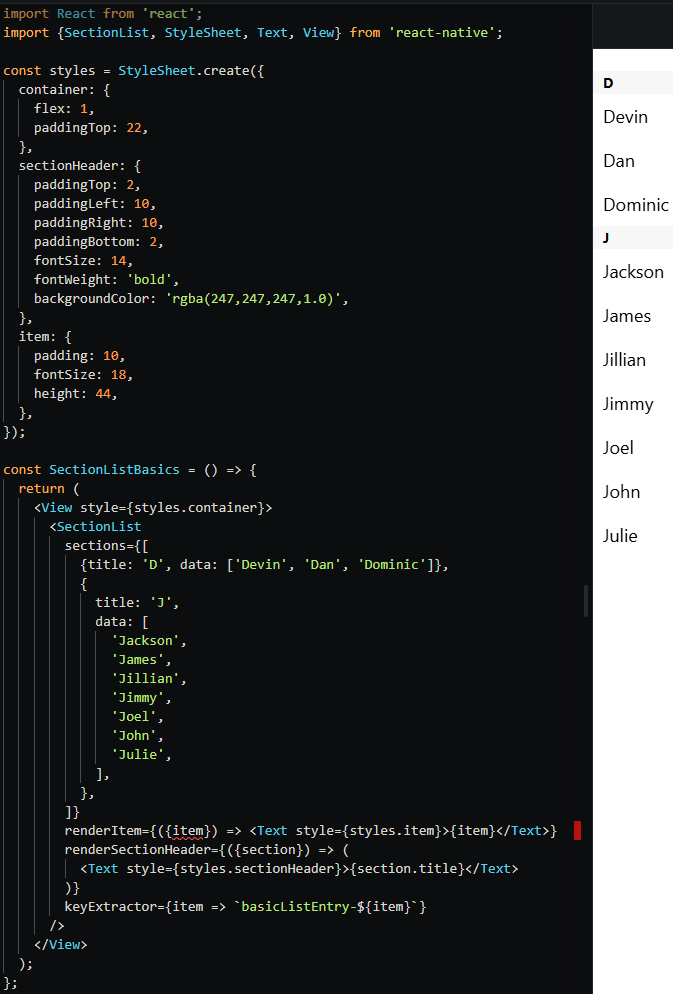 import React from 'react';
import {SectionList, StyleSheet, Text, View} from 'react-native';
const styles = StyleSheet.create({
container: {
flex: 1,
paddingTop: 22,
},
sectionHeader: {
paddingTop: 2,
paddingLeft: 10,
paddingRight: 10,
paddingBottom: 2,
fontSize: 14,
fontWeight: 'bold',
backgroundColor: 'rgba(247,247,247,1.0)',
},
item: {
padding: 10,
fontSize: 18,
height: 44,
},
});
const SectionListBasics = () => {
return (
<View style={styles.container}>
<SectionList
sections={[
{title: 'D', data: ['Devin', 'Dan', 'Dominic']},
{
title: 'J',
data: [
'Jackson',
'James',
'Jillian',
'Jimmy',
'Joel',
'John',
'Julie',
],
},
]}
renderItem={({item}) => <Text style={styles.item}>{item}</Text>}
renderSectionHeader={({section}) => (
<Text style={styles.sectionHeader}>{section.title}</Text>
)}
keyExtractor={item => `basicListEntry-${item}`}
/>
</View>
);
};
D
Devin
Dan
Dominic
J
Jackson
James
Jillian
Jimmy
Joel
John
Julie